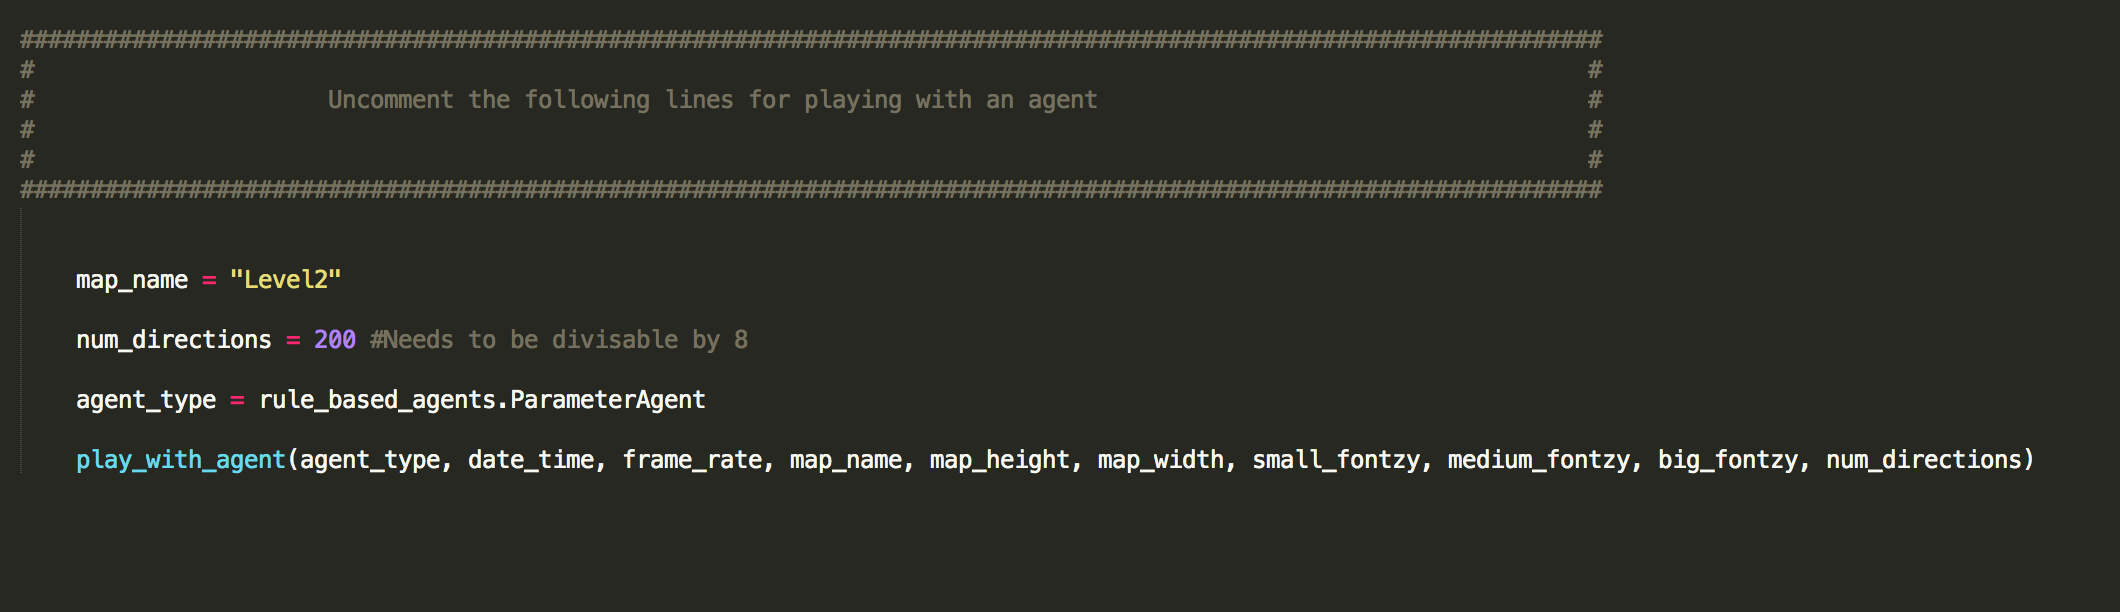 #################################################################################################################
# #
# Uncomment the following lines for playing with an agent #
# #
# #
#################################################################################################################
map_name = "Level2"
num_directions = 200 #Needs to be divisable by 8
agent_type = rule_based_agents.ParameterAgent
play_with_agent(agent_type, date_time, frame_rate, map_name, map_height, map_width, small_fontzy, medium_fontzy, big_fontzy, num_directions)